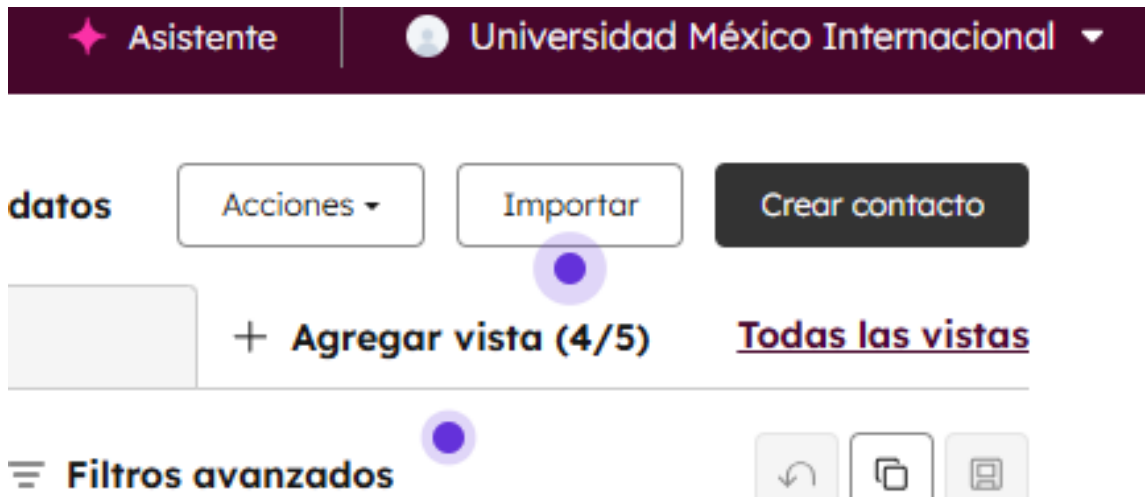 Asistente Universidad México Internacional
datos Acciones Importar Crear contacto
+ Agregar vista (4/5) Todas las vistas
Filtros avanzados